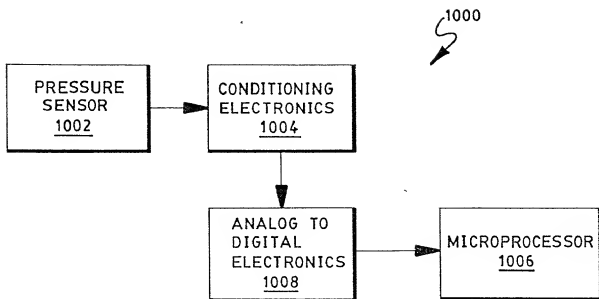 1000
PRESSURE
SENSOR
1002
CONDITIONING
ELECTRONICS
1004
ANALOG TO
DIGITAL
ELECTRONICS
1008
MICROPROCESSOR
1006